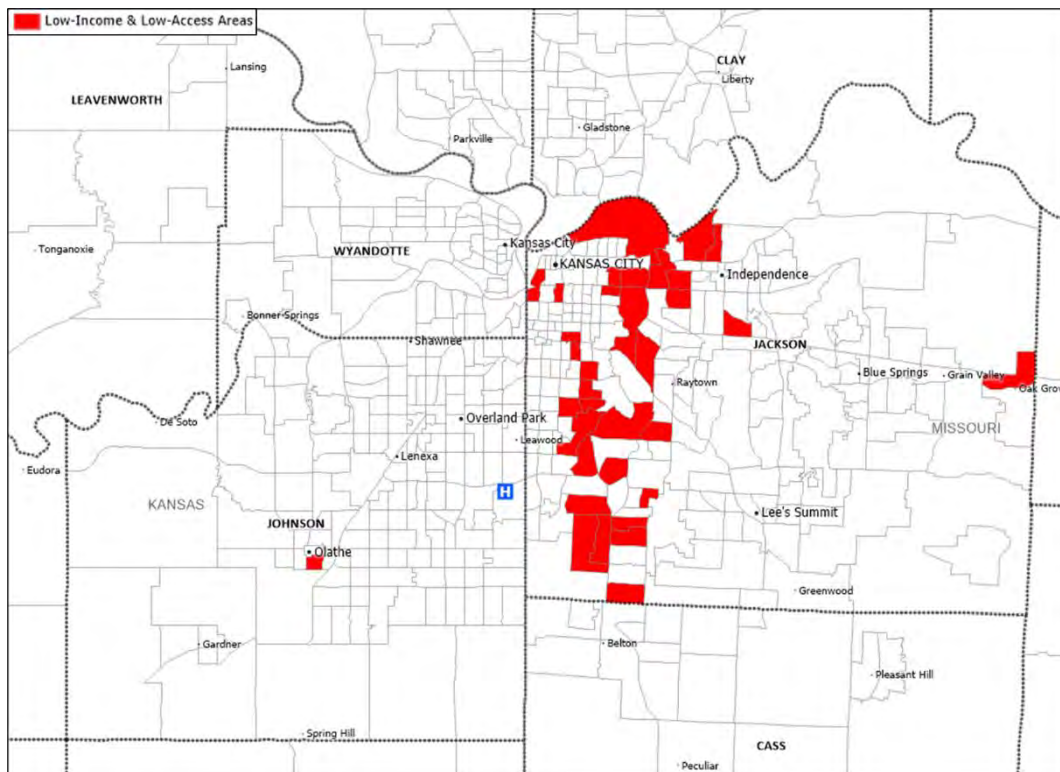 Low-Income & Low-Access Areas
CLAY
Lansing
Liberty
LEAVENWORTH
Gladstone
Parkville
Tonganoxie
WYANDOTTE
Kansas City
KANSAS CITY
Independence
Bonner Springs
Shawnee
JACKSON
Blue Springs
Grain Valley
Raytown
Oak Gro
De Soto
Overland Park
MISSOURI
Leawood
Eudora
Lenexa
H
KANSAS
Lee's Summit
JOHNSON
Olathe
Greenwood
Gardner
Belton
Pleasant Hill
Spring Hill
CASS
Peculiar